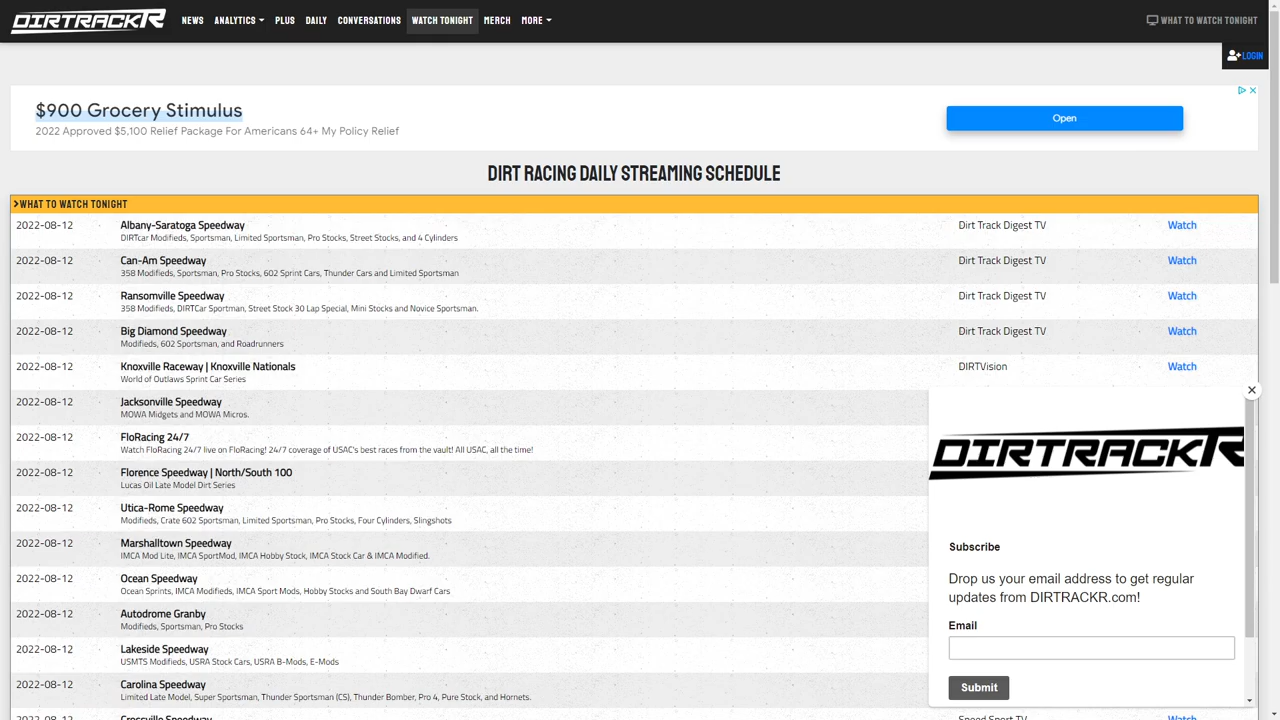 DIRTRACKR NEWS ANALYTICS PLUS DAILY CONVERSATIONS WATCH TONIGHT MERCH MORE WHAT TO WATCH TONIGHT
LOGIN
$900 Grocery Stimulus
2022 Approved $5,100 Relief Package For Americans 64+ My Policy Relief
Open
DIRT RACING DAILY STREAMING SCHEDULE
>WHAT TO WATCH TONIGHT
2022-08-12 Albany-Saratoga Speedway Dirt Track Digest TV Watch
DIRTcar Modifieds, Sportsman, Limited Sportsman, Pro Stocks, Street Stocks, and 4 Cylinders
2022-08-12 Can-Am Speedway Dirt Track Digest TV Watch
358 Modifieds, Sportsman, Pro Stocks, 602 Sprint Cars, Thunder Cars and Limited Sportsman
2022-08-12 Ransomville Speedway Dirt Track Digest TV Watch
358 Modifieds, DIRTCar Sportman, Street Stock 30 Lap Special, Mini Stocks and Novice Sportsman.
2022-08-12 Big Diamond Speedway Dirt Track Digest TV Watch
Modifieds, 602 Sportsman, and Roadrunners
2022-08-12 Knoxville Raceway | Knoxville Nationals DIRTVision Watch
World of Outlaws Sprint Car Series
2022-08-12 Jacksonville Speedway
MOWA Midgets and MOWA Micros.
2022-08-12 FloRacing 24/7
Watch FloRacing 24/7 live on FloRacing! 24/7 coverage of USAC's best races from the vault! All USAC, all the time!
2022-08-12 Florence Speedway | North/South 100
Lucas Oil Late Model Dirt Series
2022-08-12 Utica-Rome Speedway
Modifieds, Crate 602 Sportsman, Limited Sportsman, Pro Stocks, Four Cylinders, Slingshots
2022-08-12 Marshalltown Speedway
IMCA Mod Lite, IMCA SportMod, IMCA Hobby Stock, IMCA Stock Car & IMCA Modified.
2022-08-12 Ocean Speedway
Ocean Sprints, IMCA Modifieds, IMCA Sport Mods, Hobby Stocks and South Bay Dwarf Cars
2022-08-12 Autodrome Granby
Modifieds, Sportsman, Pro Stocks
2022-08-12 Lakeside Speedway
USMTS Modifieds, USRA Stock Cars, USRA B-Mods, E-Mods
2022-08-12 Carolina Speedway
Limited Late Model, Super Sportsman, Thunder Sportsman (CS), Thunder Bomber, Pro 4, Pure Stock, and Hornets.
2022-08-12 Crossville Speedway Speed Sport TV Watch
DIRTRACKR
Subscribe
Drop us your email address to get regular
updates from DIRTRACKR.com!
Email
Submit